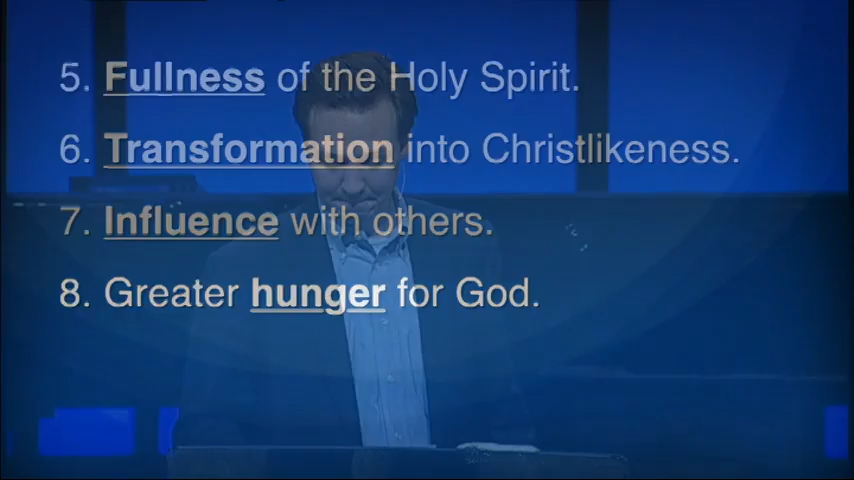 5. Fullness of the Holy Spirit.
6. Transformation into Christlikeness.
7. Influence with others.
8. Greater hunger for God.